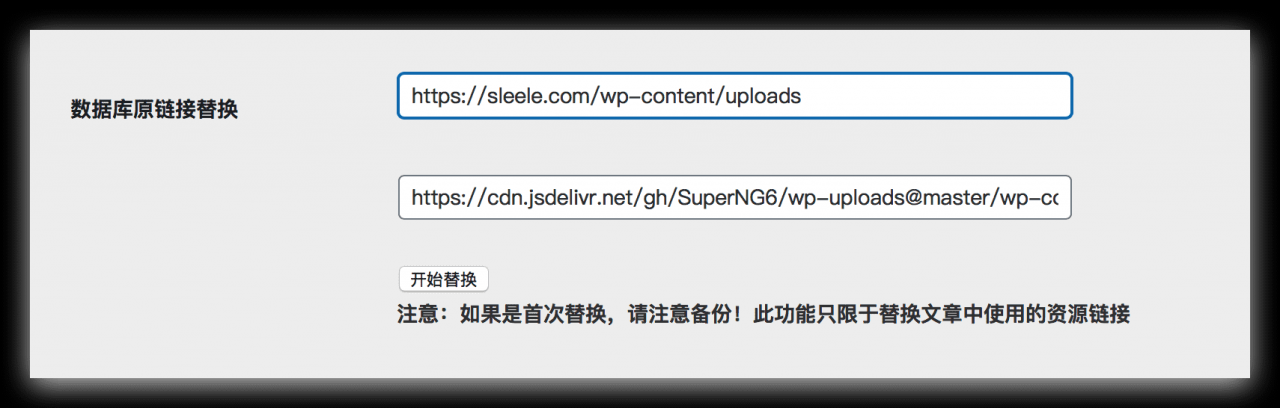 数据库原链接替换
https://sleele.com/wp-content/uploads
https://cdn.jsdelivr.net/gh/SuperNG6/wp-uploads@master/wp-co
开始替换
注意：如果是首次替换，请注意备份！此功能只限于替换文章中使用的资源链接